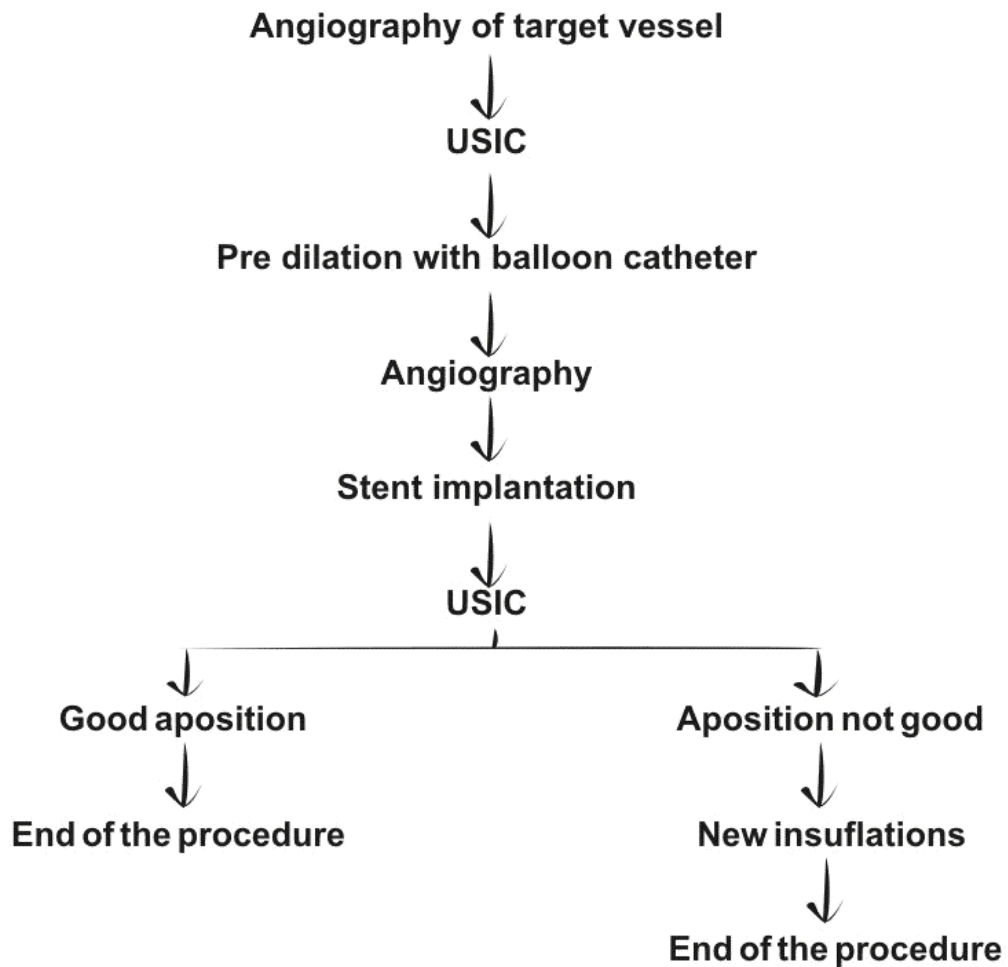 Angiography of target vessel
USIC
Pre dilation with balloon catheter
Angiography
Stent implantation
USIC
Good aposition
Aposition not good
End of the procedure
New insuflations
End of the procedure